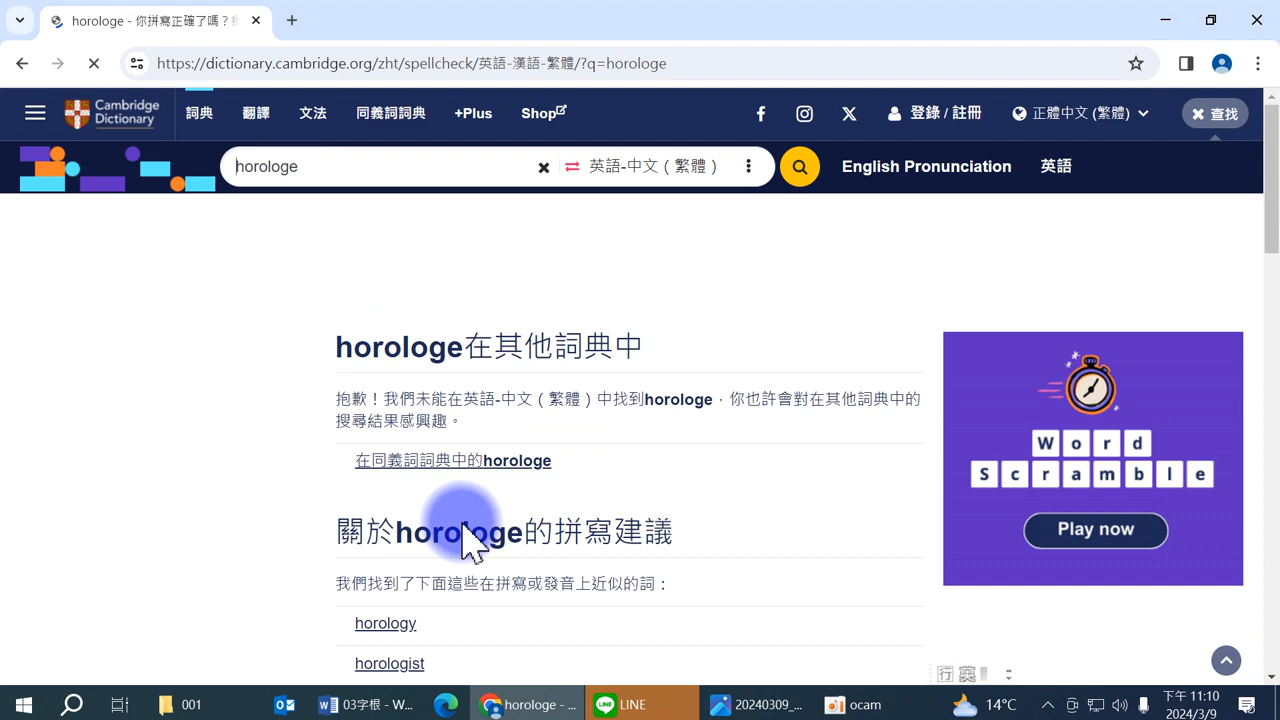 horologe - 你拼寫正確了嗎？
https://dictionary.cambridge.org/zht/spellcheck/英語-漢語-繁體/?q=horologe
Cambridge Dictionary
詞典 翻譯 文法 同義詞詞典 +Plus Shop
登錄 / 註冊
正體中文 (繁體)
查找
horologe
英語-中文（繁體）
English Pronunciation 英語
horologe在其他詞典中
抱歉！我們未能在英語-中文（繁體）中找到horologe，你也許會對在其他詞典中的
搜尋結果感興趣。
在同義詞詞典中的horologe
關於horologe的拼寫建議
我們找到了下面這些在拼寫或發音上近似的詞：
horology
horologist
Word
Scramble
Play now
行 英
001
03字根 - W...
horologe - ...
LINE
20240309_...
ocam
14°C
下午 11:10
2024/3/9